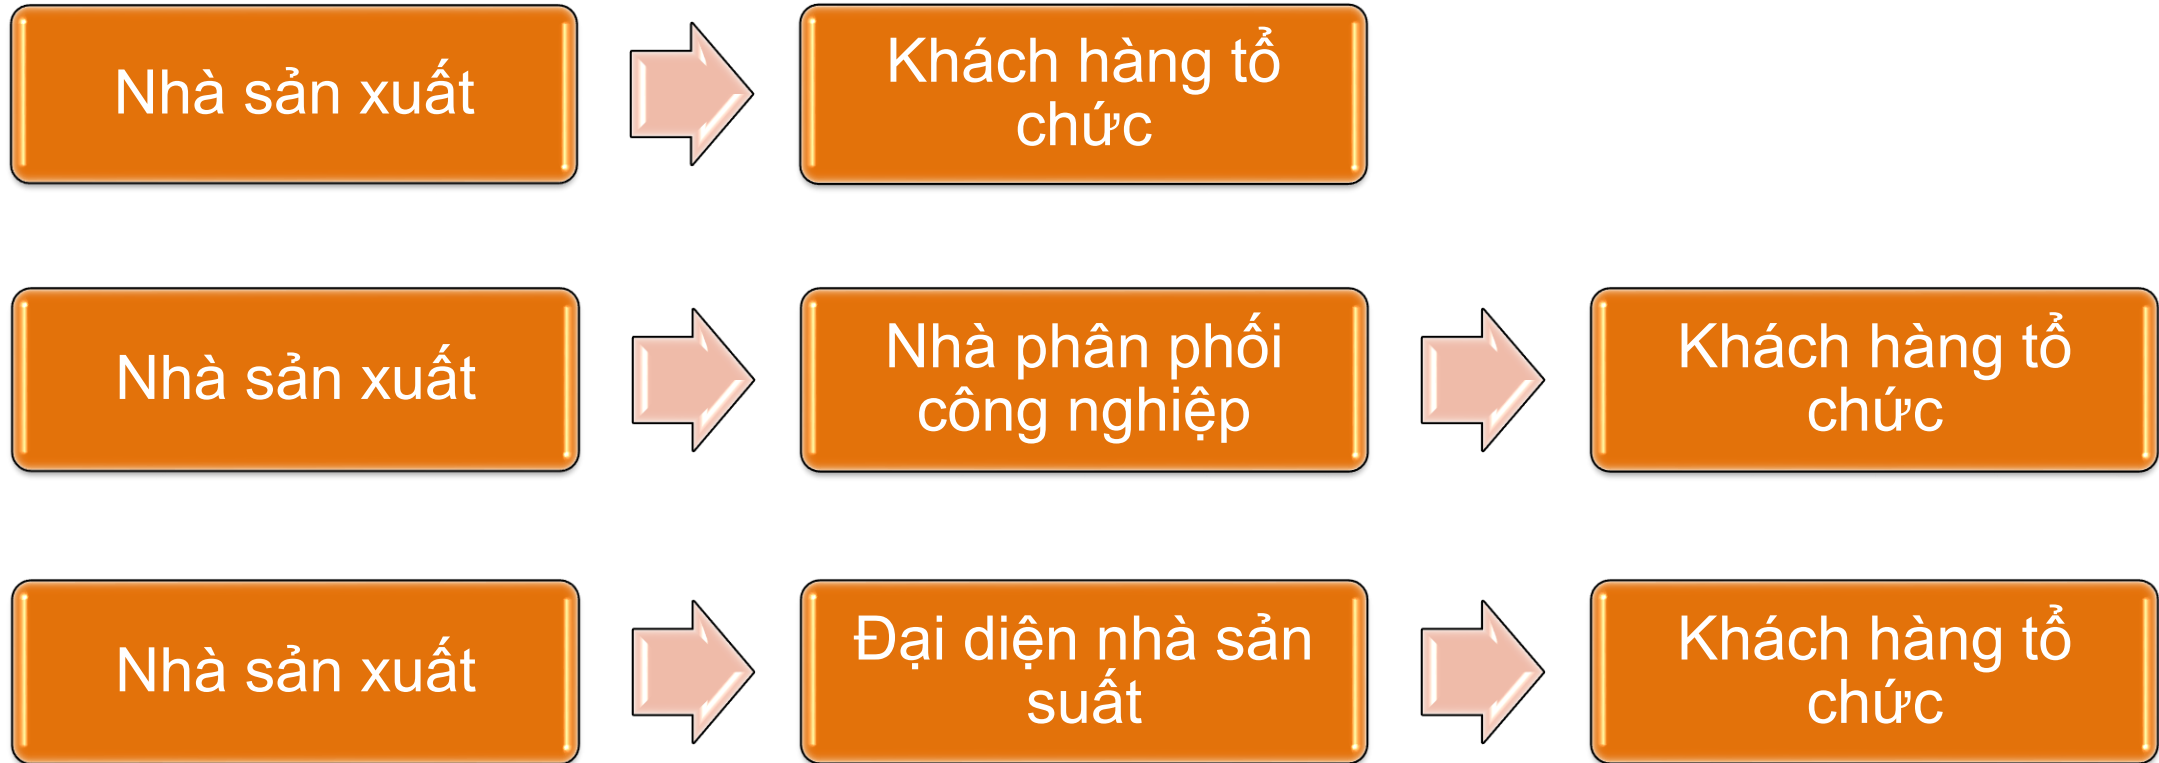 Nhà sản xuất
Khách hàng tổ
chức
Nhà sản xuất
Nhà phân phối
công nghiệp
Khách hàng tổ
chức
Nhà sản xuất
Đại diện nhà sản
suất
Khách hàng tổ
chức